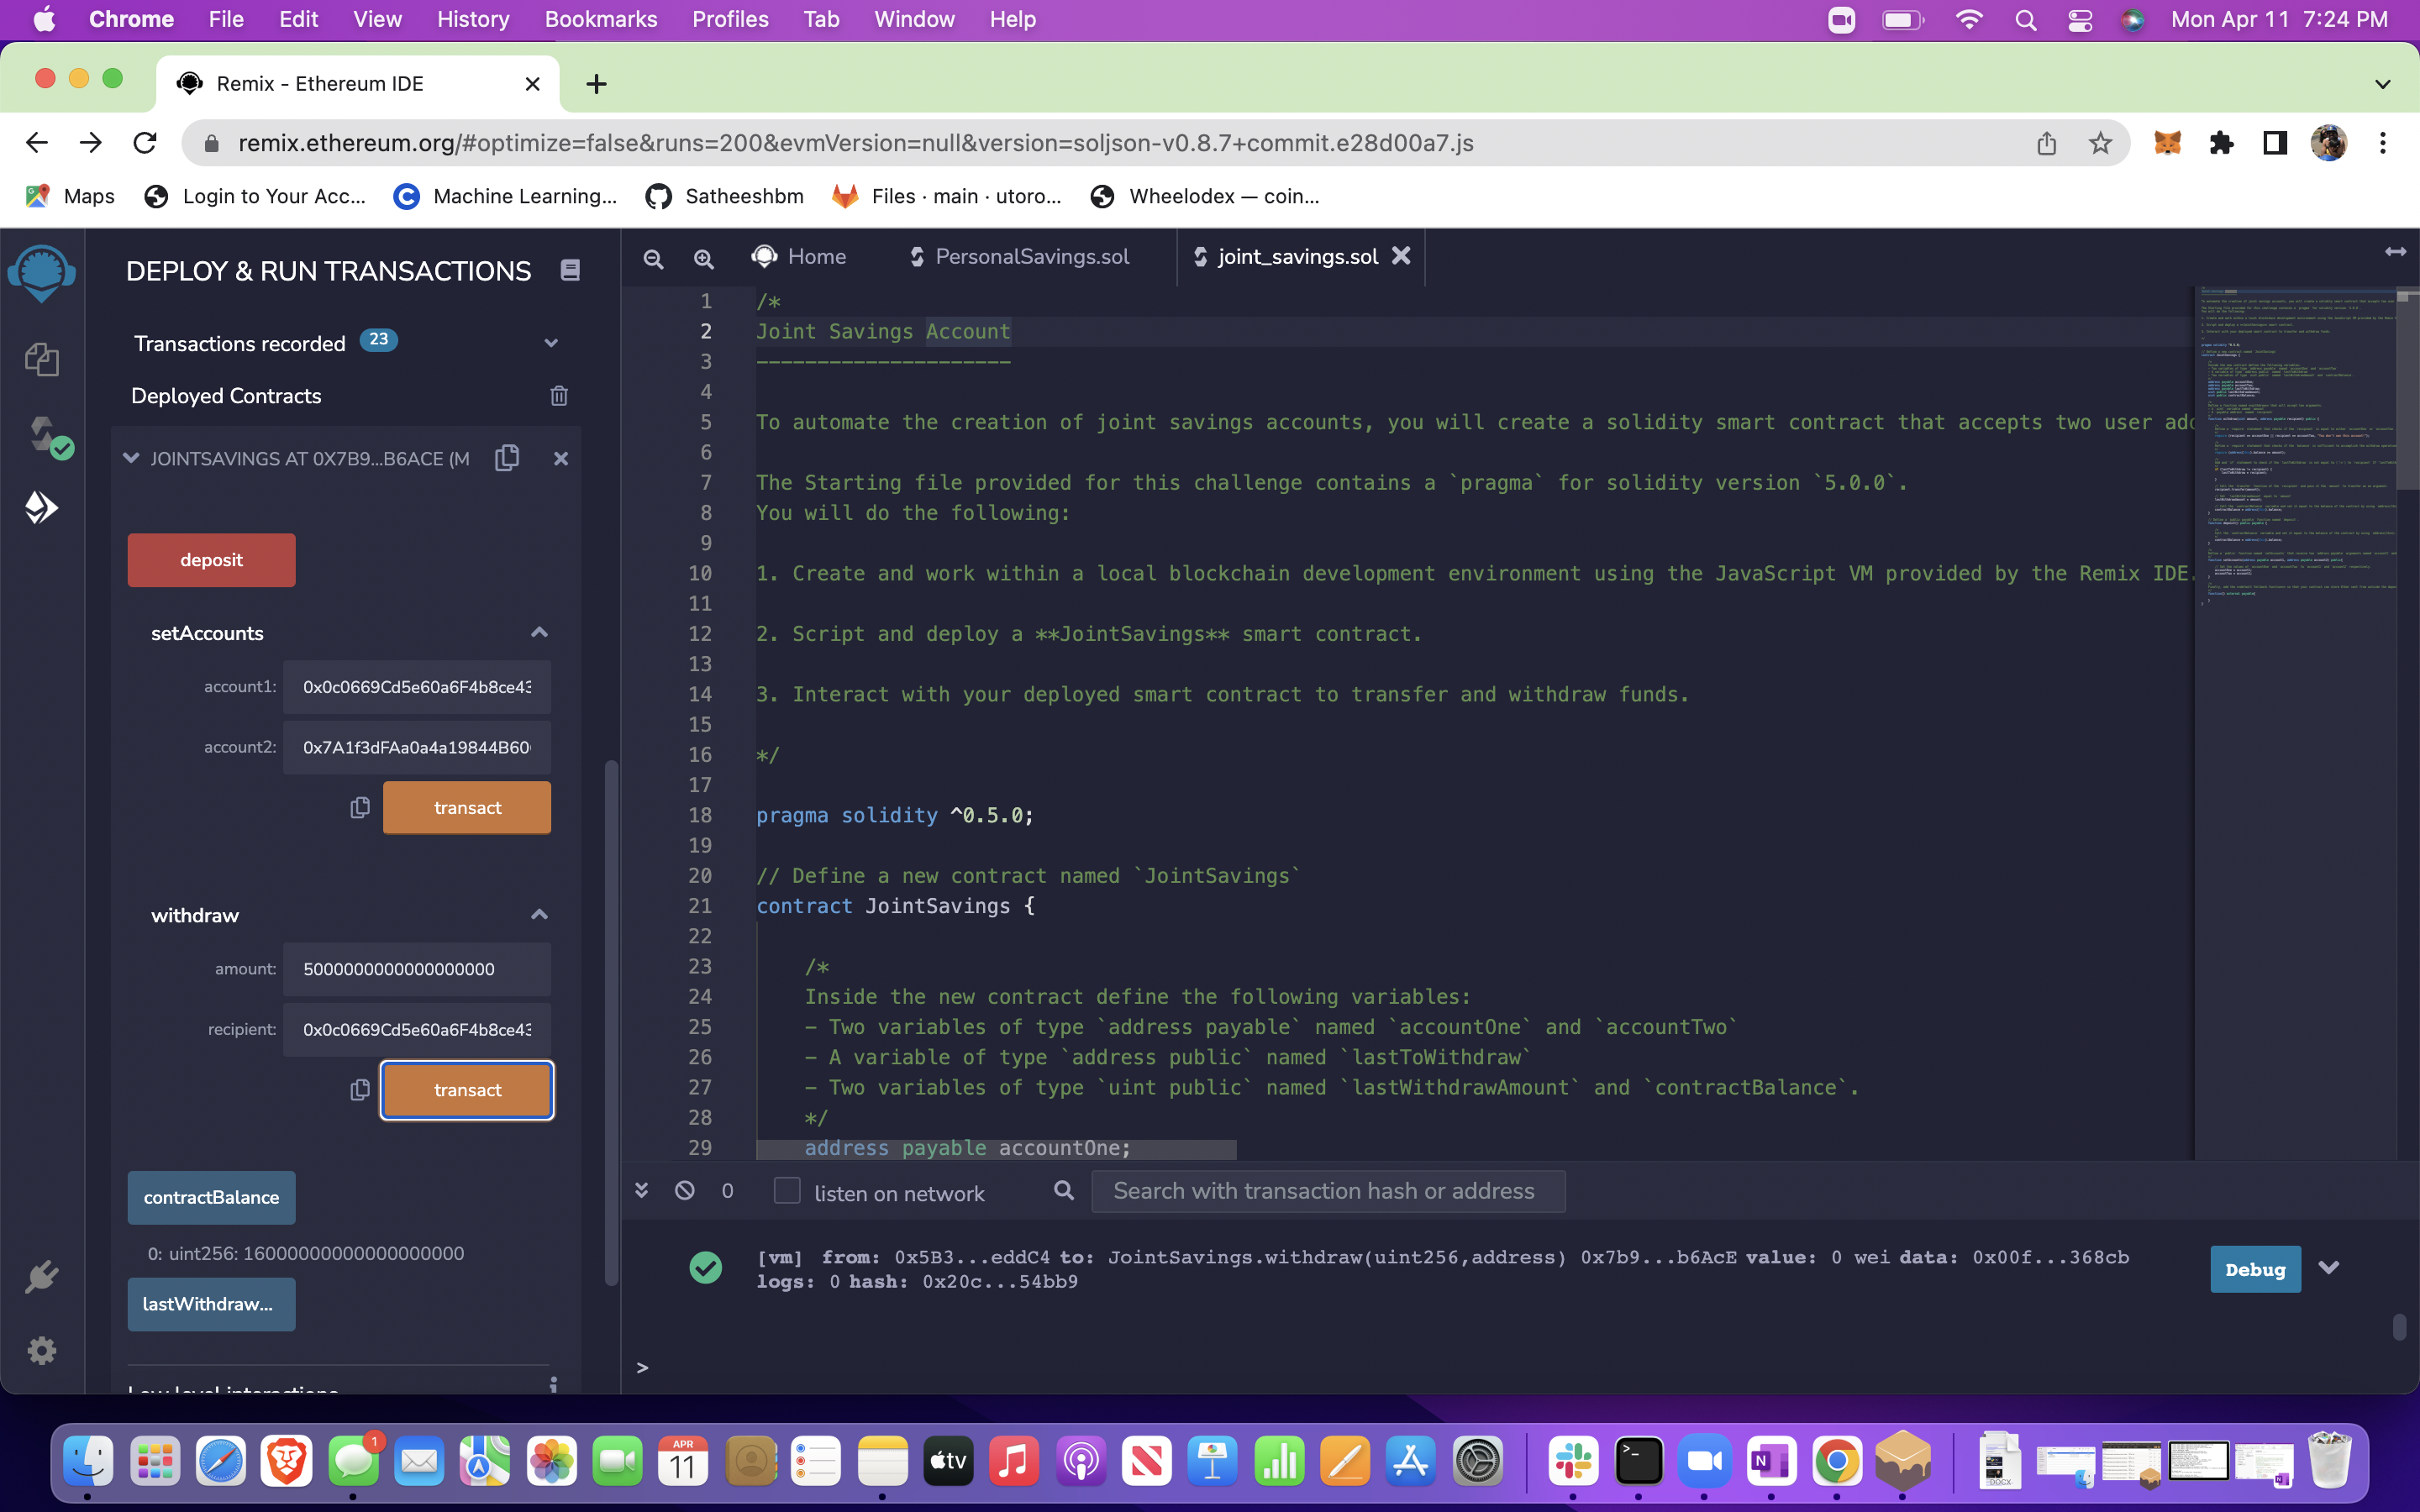 Chrome File Edit View History Bookmarks Profiles Tab Window Help Mon Apr 11 7:24 PM
Remix - Ethereum IDE
remix.ethereum.org/#optimize=false&runs=200&evmVersion=null&version=soljson-v0.8.7+commit.e28d00a7.js
Maps Login to Your Acc... Machine Learning... Satheeshbm Files · main · utoro... Wheelodex — coin...
DEPLOY & RUN TRANSACTIONS
Transactions recorded 23
Deployed Contracts
JOINTSAVINGS AT 0X7B9...B6ACE (M
deposit
setAccounts
account1: 0x0c0669Cd5e60a6F4b8ce43
account2: 0x7A1f3dFAa0a4a19844B60
transact
withdraw
amount: 5000000000000000000
recipient: 0x0c0669Cd5e60a6F4b8ce43
transact
contractBalance
0: uint256: 16000000000000000000
lastWithdraw...
Low level interactions
Home PersonalSavings.sol joint_savings.sol
1 /*
2 Joint Savings Account
3 ---------------------
4
5 To automate the creation of joint savings accounts, you will create a solidity smart contract that accepts two user add
6
7 The Starting file provided for this challenge contains a `pragma` for solidity version `5.0.0`.
8 You will do the following:
9
10 1. Create and work within a local blockchain development environment using the JavaScript VM provided by the Remix IDE.
11
12 2. Script and deploy a **JointSavings** smart contract.
13
14 3. Interact with your deployed smart contract to transfer and withdraw funds.
15
16 */
17
18 pragma solidity ^0.5.0;
19
20 // Define a new contract named `JointSavings`
21 contract JointSavings {
22
23 /*
24 Inside the new contract define the following variables:
25 - Two variables of type `address payable` named `accountOne` and `accountTwo`
26 - A variable of type `address public` named `lastToWithdraw`
27 - Two variables of type `uint public` named `lastWithdrawAmount` and `contractBalance`.
28 */
29 address payable accountOne;
0 listen on network Search with transaction hash or address
[vm] from: 0x5B3...eddC4 to: JointSavings.withdraw(uint256,address) 0x7b9...b6AcE value: 0 wei data: 0x00f...368cb
logs: 0 hash: 0x20c...54bb9
Debug
>
1
APR
11
tv
DOCX